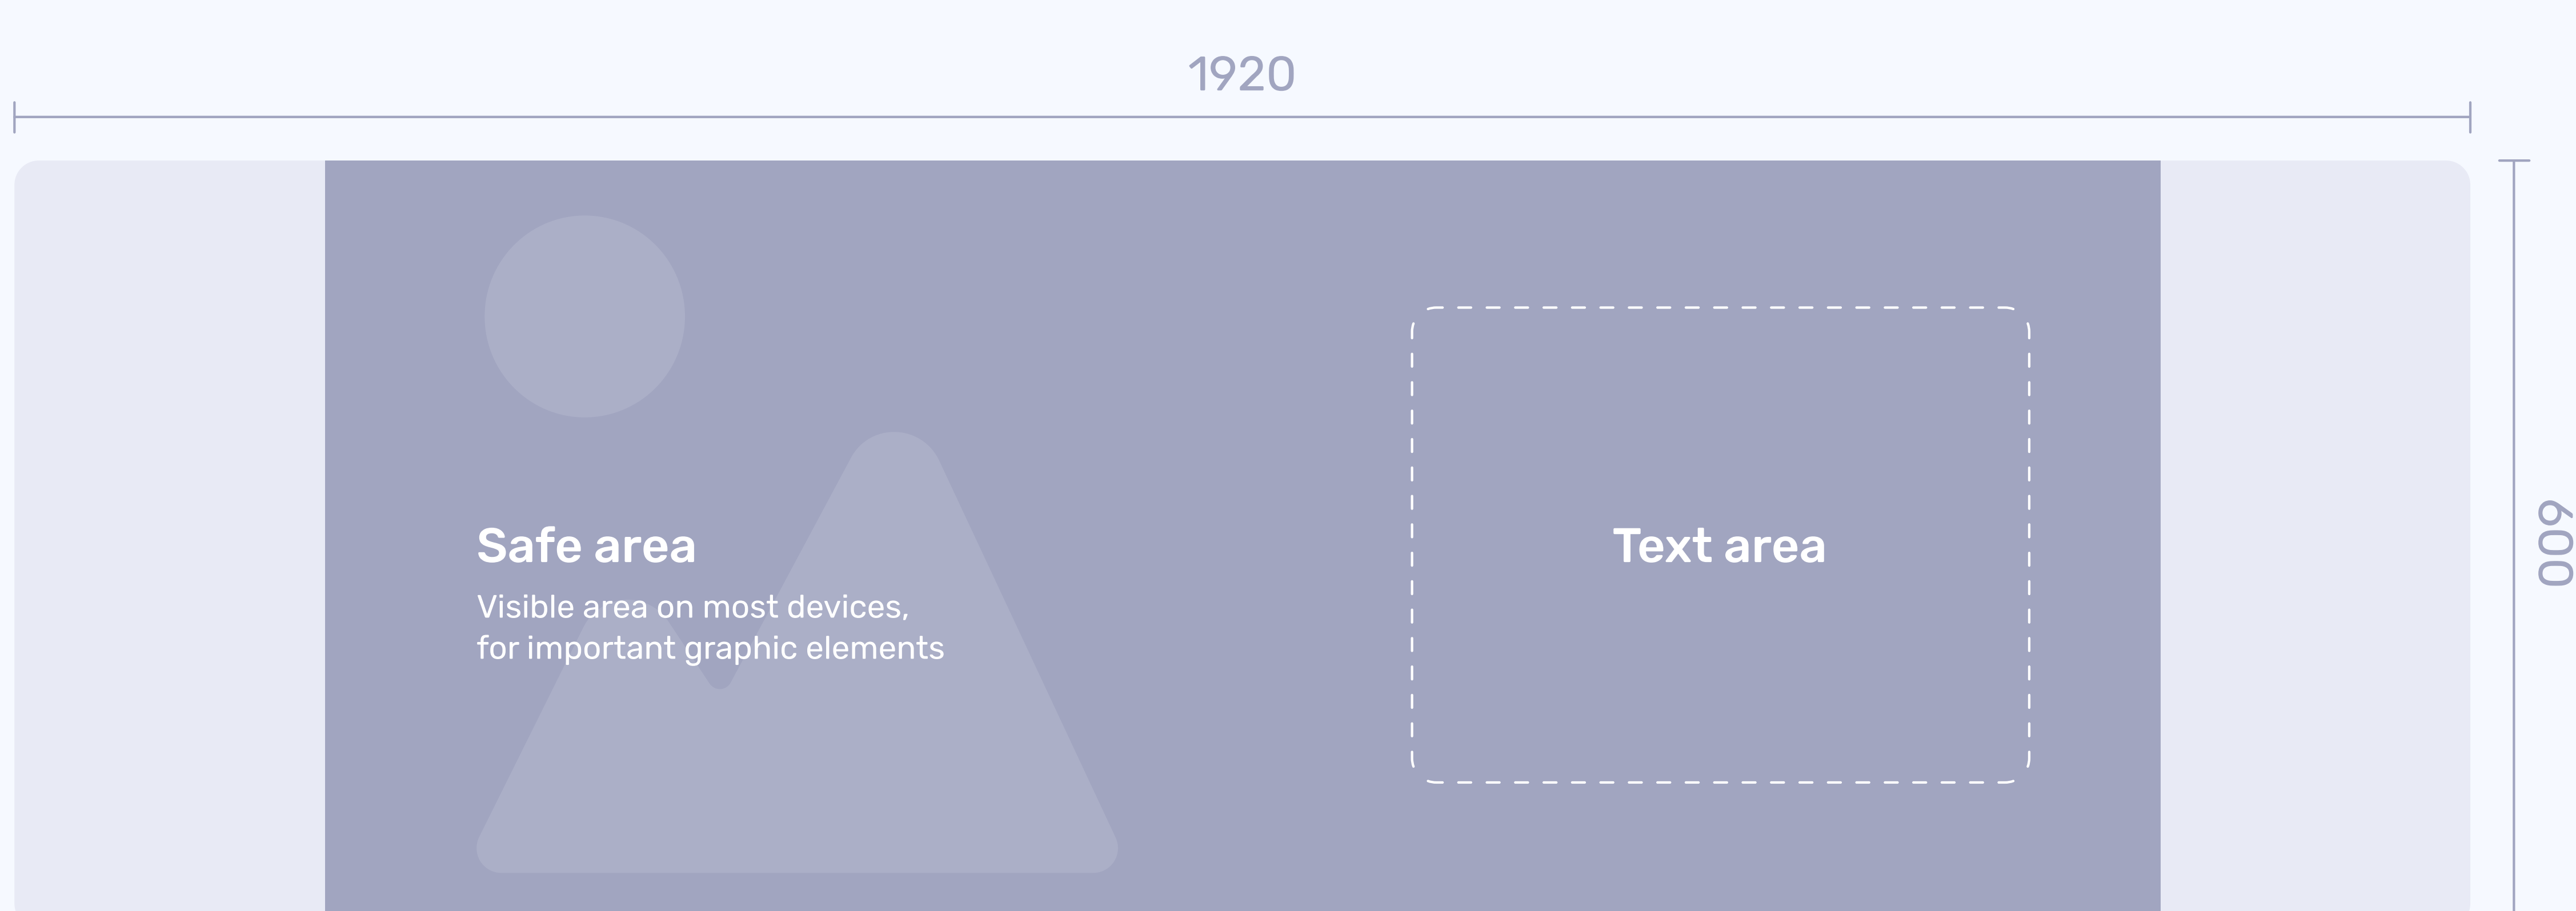 1920
Safe area
Visible area on most devices,
for important graphic elements
Text area
600